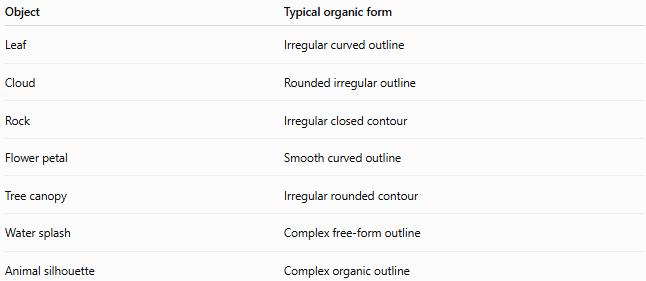 Object Typical organic form
Leaf Irregular curved outline
Cloud Rounded irregular outline
Rock Irregular closed contour
Flower petal Smooth curved outline
Tree canopy Irregular rounded contour
Water splash Complex free-form outline
Animal silhouette Complex organic outline